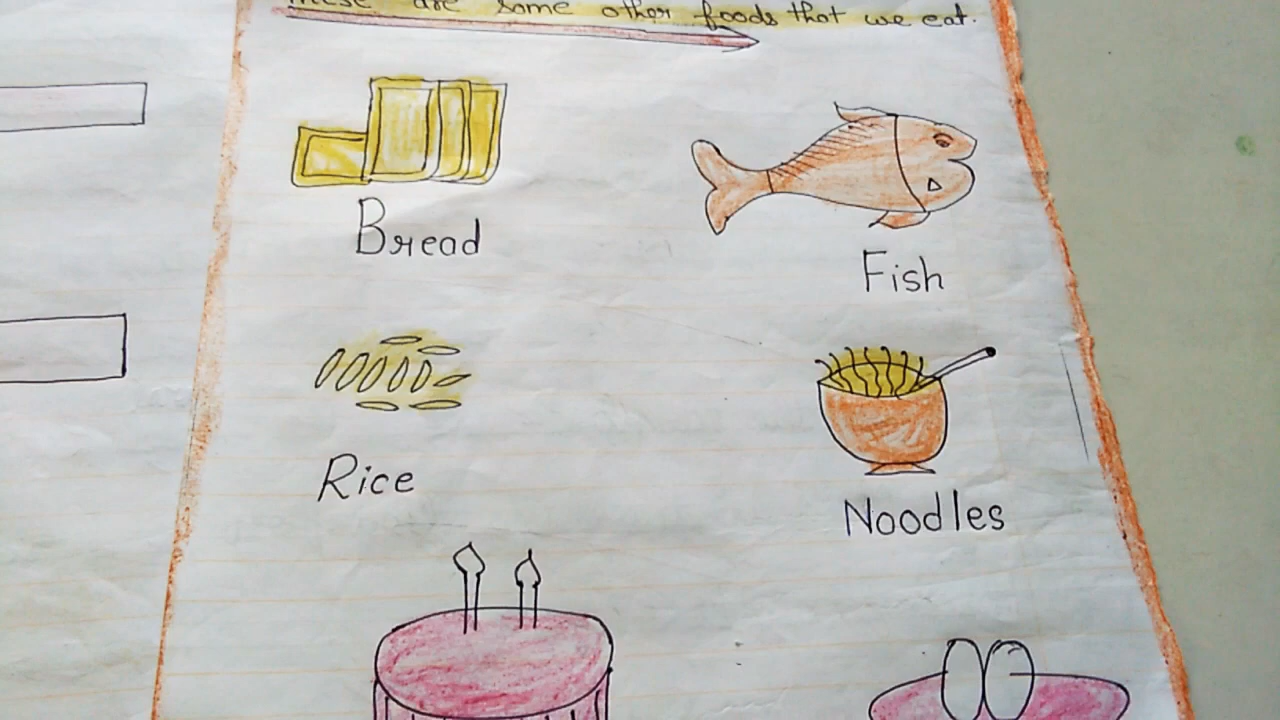 These are some other foods that we eat.
Bread
Fish
Rice
Noodles